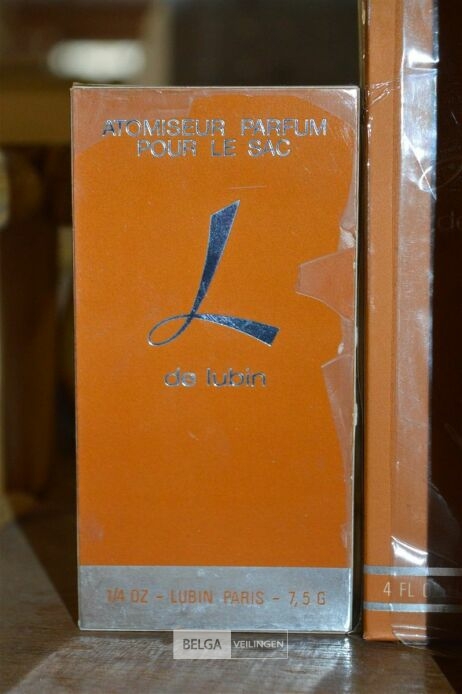 ATOMISEUR PARFUM
POUR LE SAC
L
de lubin
1/4 OZ - LUBIN PARIS - 7,5 G
4 FL
BELGA VEILINGEN